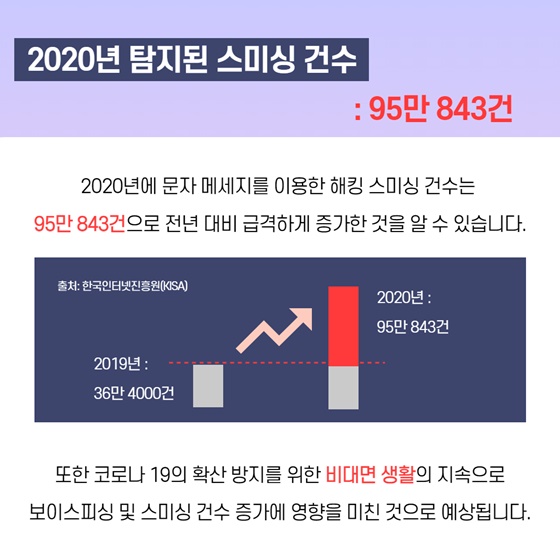 2020년 탐지된 스미싱 건수
: 95만 843건
2020년에 문자 메세지를 이용한 해킹 스미싱 건수는
95만 843건으로 전년 대비 급격하게 증가한 것을 알 수 있습니다.
출처: 한국인터넷진흥원(KISA)
2020년 :
95만 843건
2019년 :
36만 4000건
또한 코로나 19의 확산 방지를 위한 비대면 생활의 지속으로
보이스피싱 및 스미싱 건수 증가에 영향을 미친 것으로 예상됩니다.